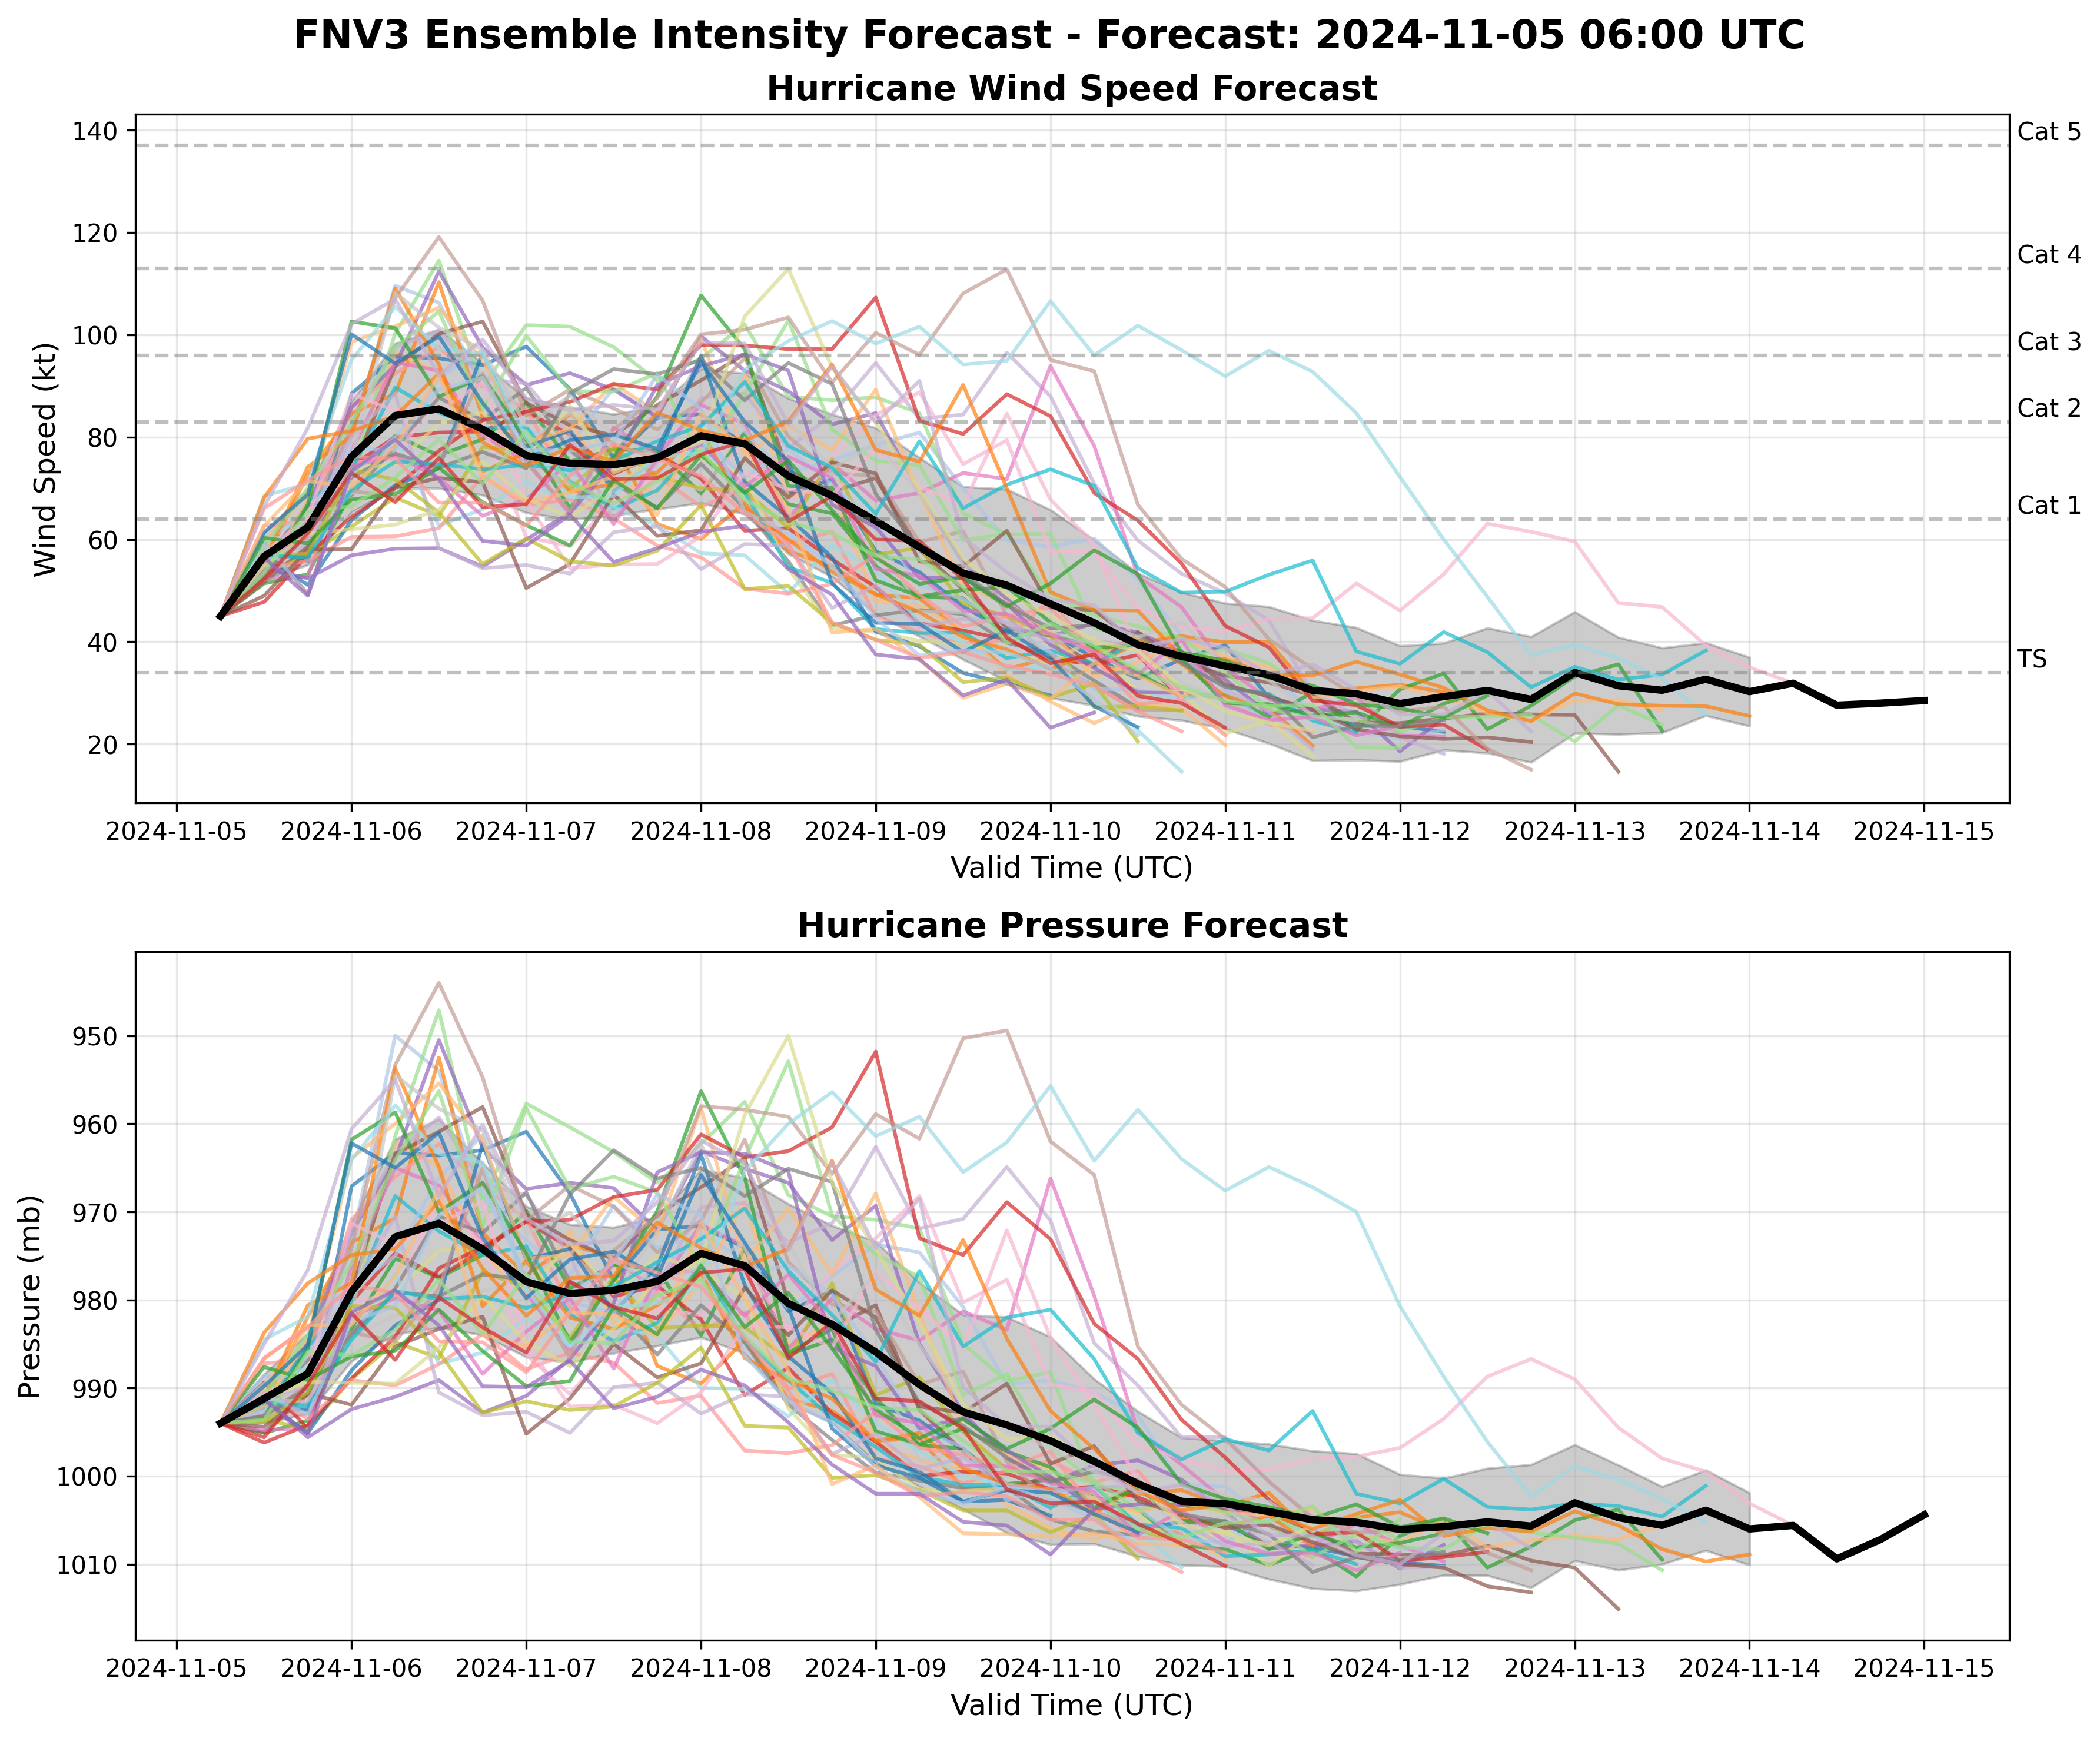 FNV3 Ensemble Intensity Forecast - Forecast: 2024-11-05 06:00 UTC
Hurricane Wind Speed Forecast
140
120
100
80
60
40
20
Wind Speed (kt)
Cat 5
Cat 4
Cat 3
Cat 2
Cat 1
TS
2024-11-05 2024-11-06 2024-11-07 2024-11-08 2024-11-09 2024-11-10 2024-11-11 2024-11-12 2024-11-13 2024-11-14 2024-11-15
Valid Time (UTC)
Hurricane Pressure Forecast
950
960
970
980
990
1000
1010
Pressure (mb)
2024-11-05 2024-11-06 2024-11-07 2024-11-08 2024-11-09 2024-11-10 2024-11-11 2024-11-12 2024-11-13 2024-11-14 2024-11-15
Valid Time (UTC)